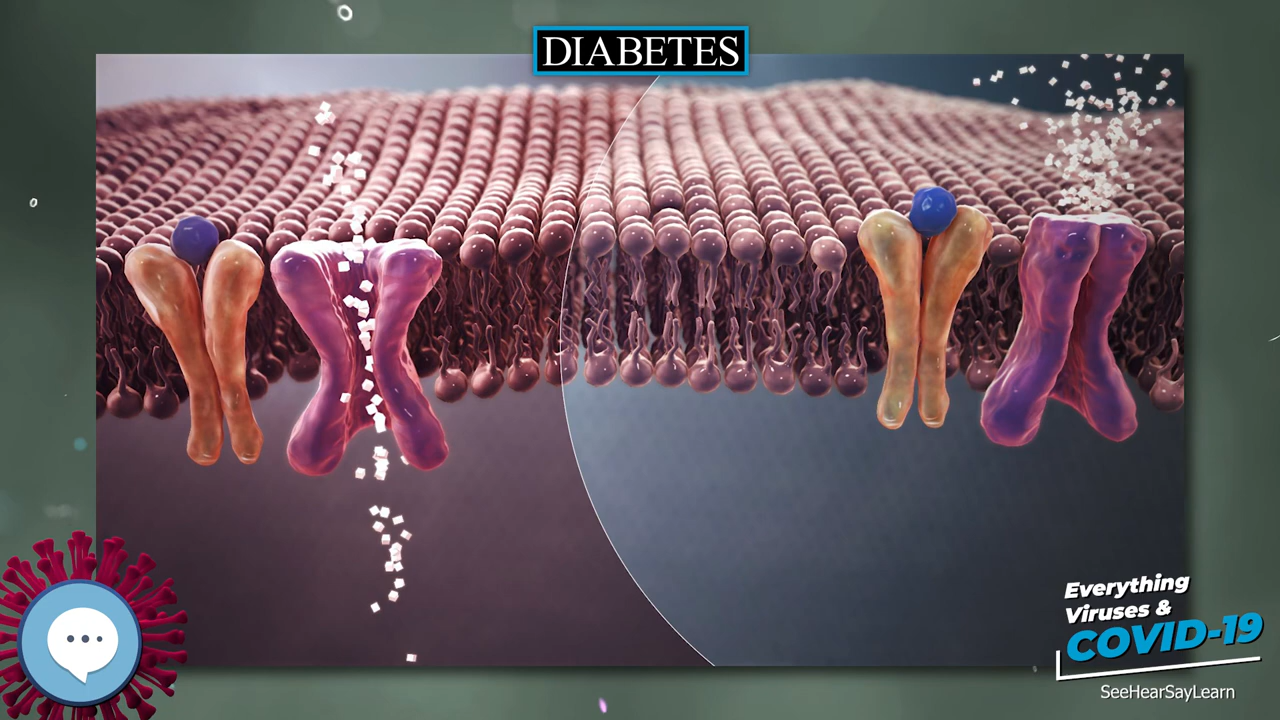 DIABETES
Everything
Viruses &
COVID-19
SeeHearSayLearn